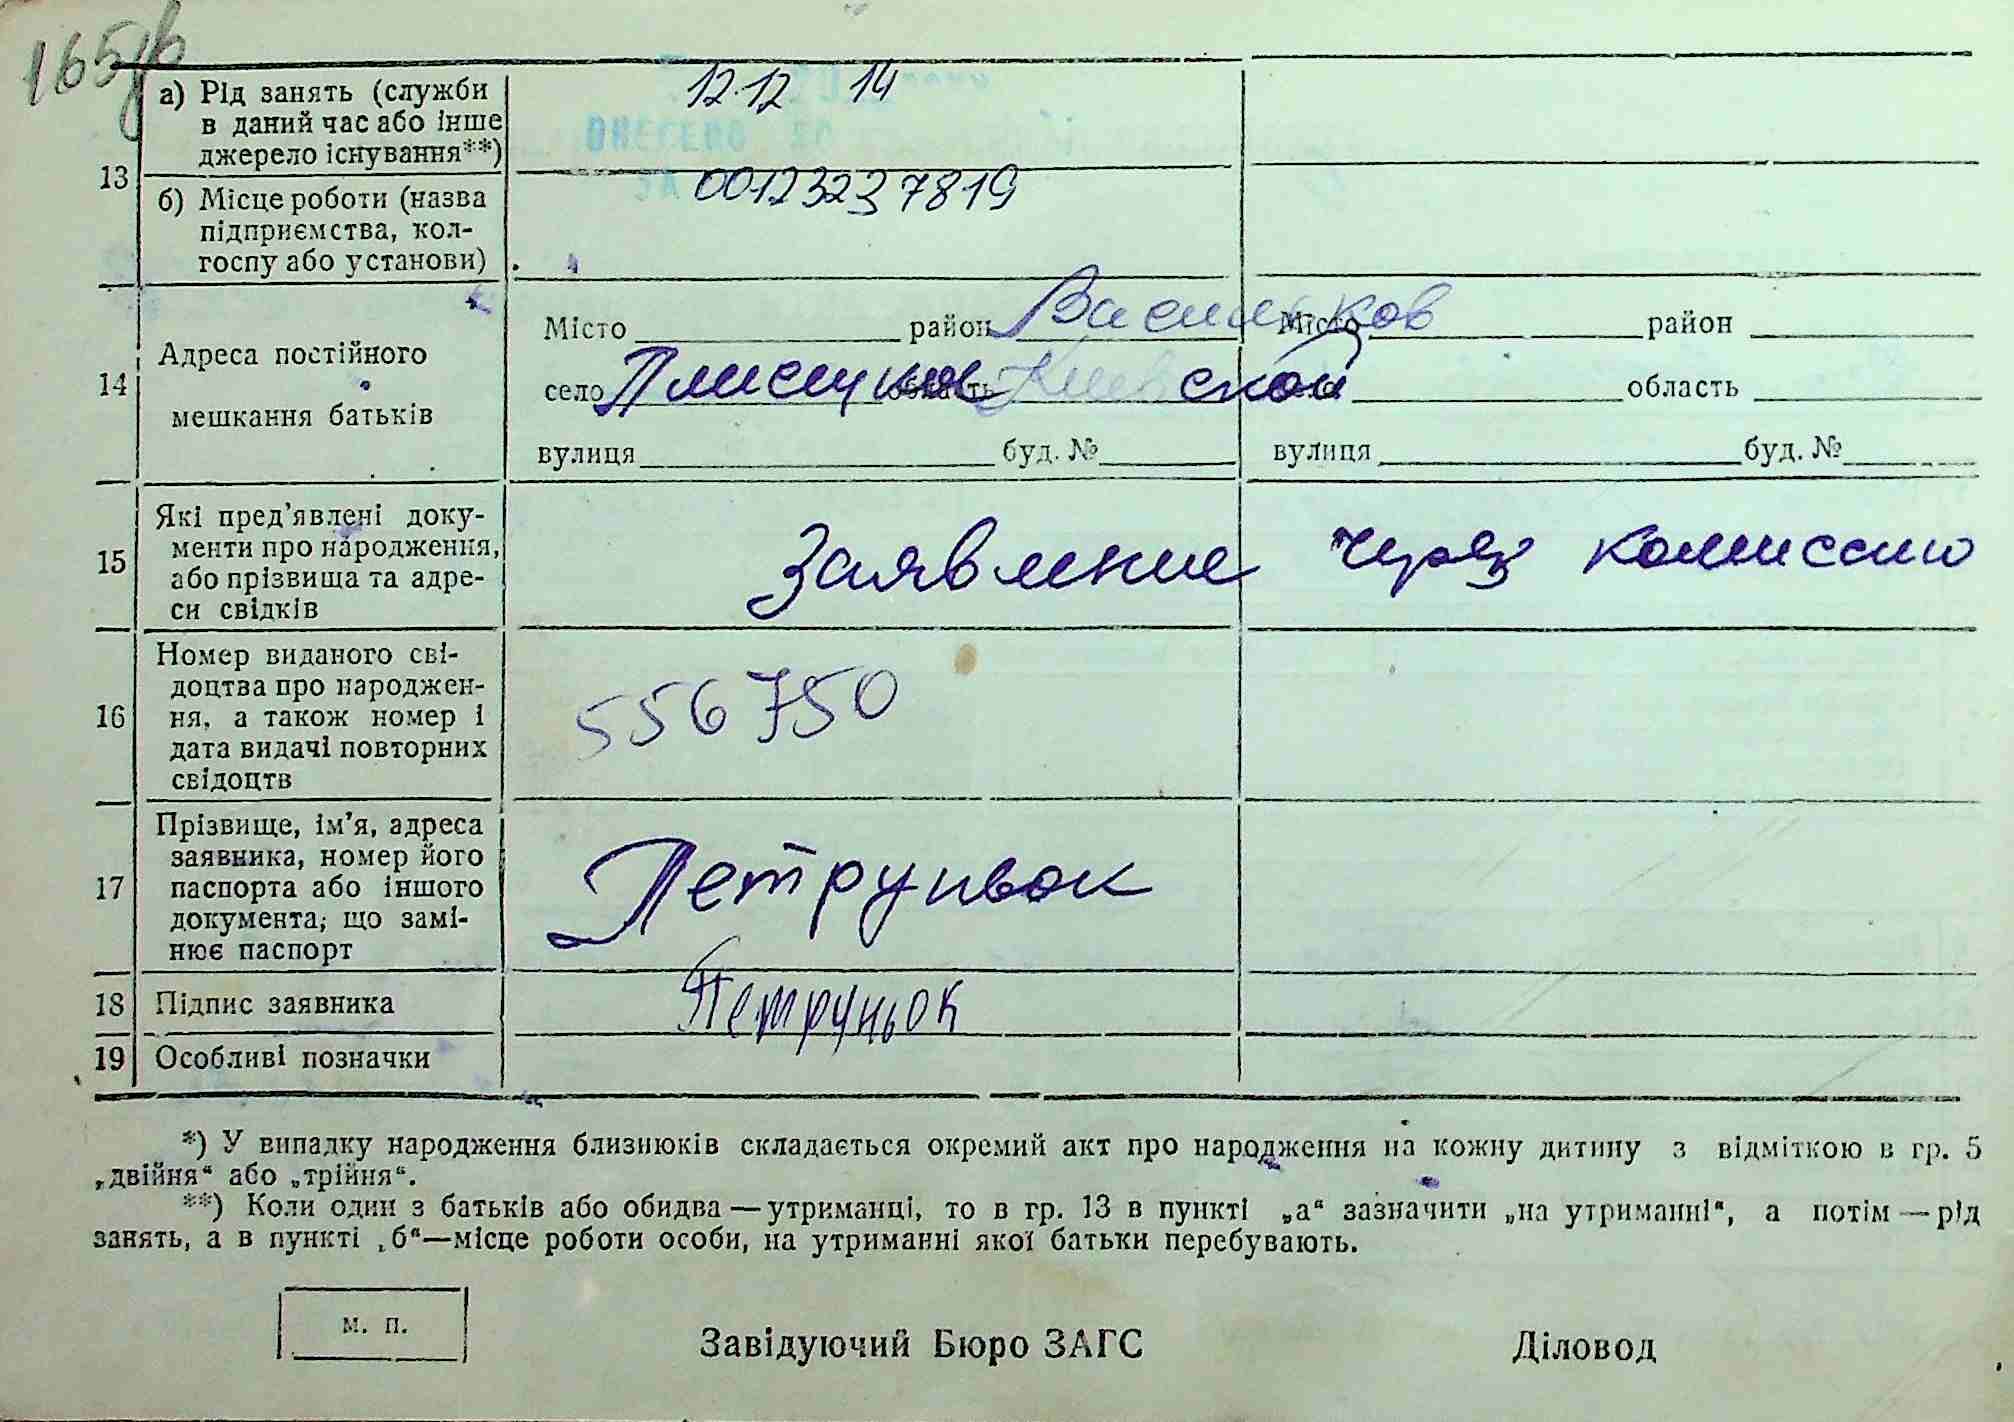 а) Рід занять (служби
в даний час або інше
джерело існування**)
12.12 14
ВНЕСЕНО ДО
13
б) Місце роботи (назва
підприємства, кол-
госпу або установи)
ЗА
00123237819
14
Адреса постійного
мешкання батьків
Місто район Васильков Місто район
село Плисецкое область Киевской село область
вулиця буд. № вулиця буд. №
15
Які пред'явлені доку-
менти про народження,
або прізвища та адре-
си свідків
Заявление через комиссию
16
Номер виданого сві-
доцтва про народжен-
ня, а також номер і
дата видачі повторних
свідоцтв
556750
17
Прізвище, ім'я, адреса
заявника, номер його
паспорта або іншого
документа, що замі-
нює паспорт
Петруньок
18 Підпис заявника Петруньок
19 Особливі позначки
*) У випадку народження близнюків складається окремий акт про народження на кожну дитину з відміткою в гр. 5
„двійня“ або „трійня“.
**) Коли один з батьків або обидва — утриманці, то в гр. 13 в пункті „а“ зазначити „на утриманні“, а потім — рід
занять, а в пункті „б“ — місце роботи особи, на утриманні якої батьки перебувають.
м. п.
Завідуючий Бюро ЗАГС Діловод